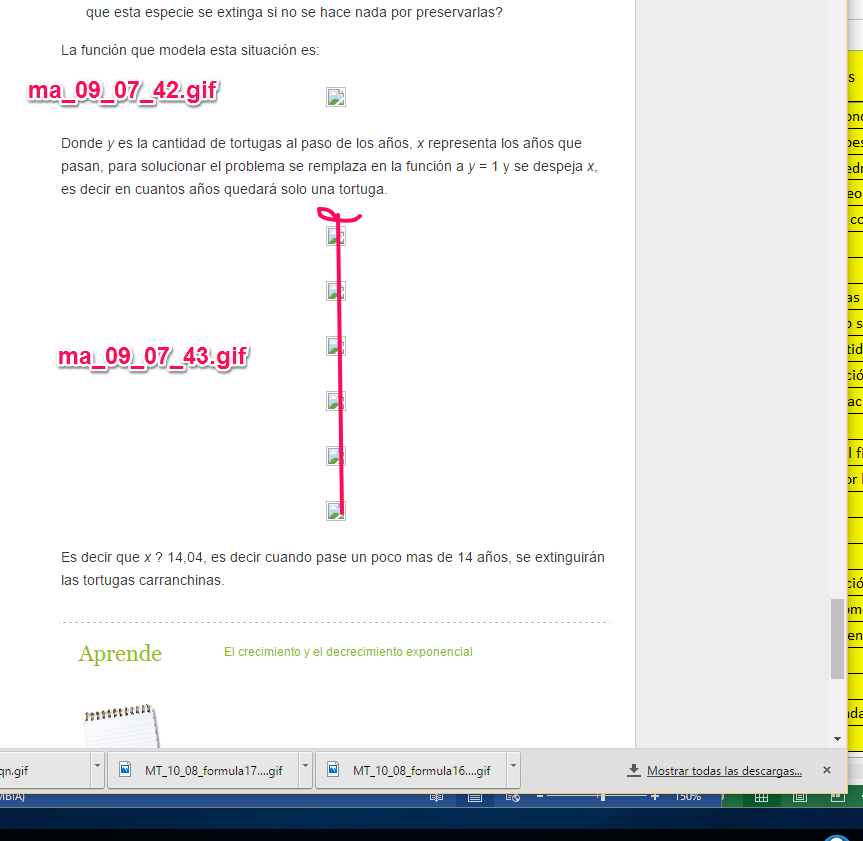 que esta especie se extinga si no se hace nada por preservarlas?
La función que modela esta situación es:
ma_09_07_42.gif
Donde y es la cantidad de tortugas al paso de los años, x representa los años que
pasan, para solucionar el problema se remplaza en la función a y = 1 y se despeja x,
es decir en cuantos años quedará solo una tortuga.
ma_09_07_43.gif
Es decir que x ? 14,04, es decir cuando pase un poco mas de 14 años, se extinguirán
las tortugas carranchinas.
Aprende
El crecimiento y el decrecimiento exponencial
qn.gif
MT_10_08_formula17....gif
MT_10_08_formula16....gif
Mostrar todas las descargas...
150%